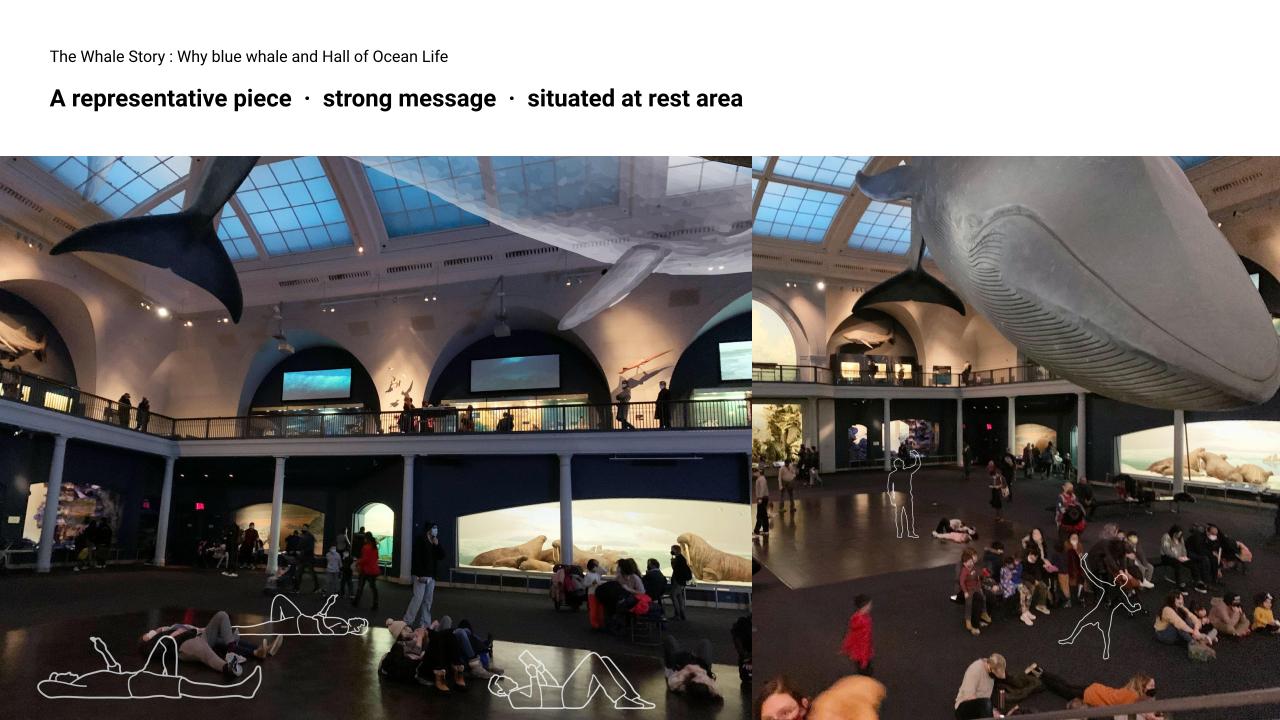 The Whale Story : Why blue whale and Hall of Ocean Life
A representative piece · strong message · situated at rest area